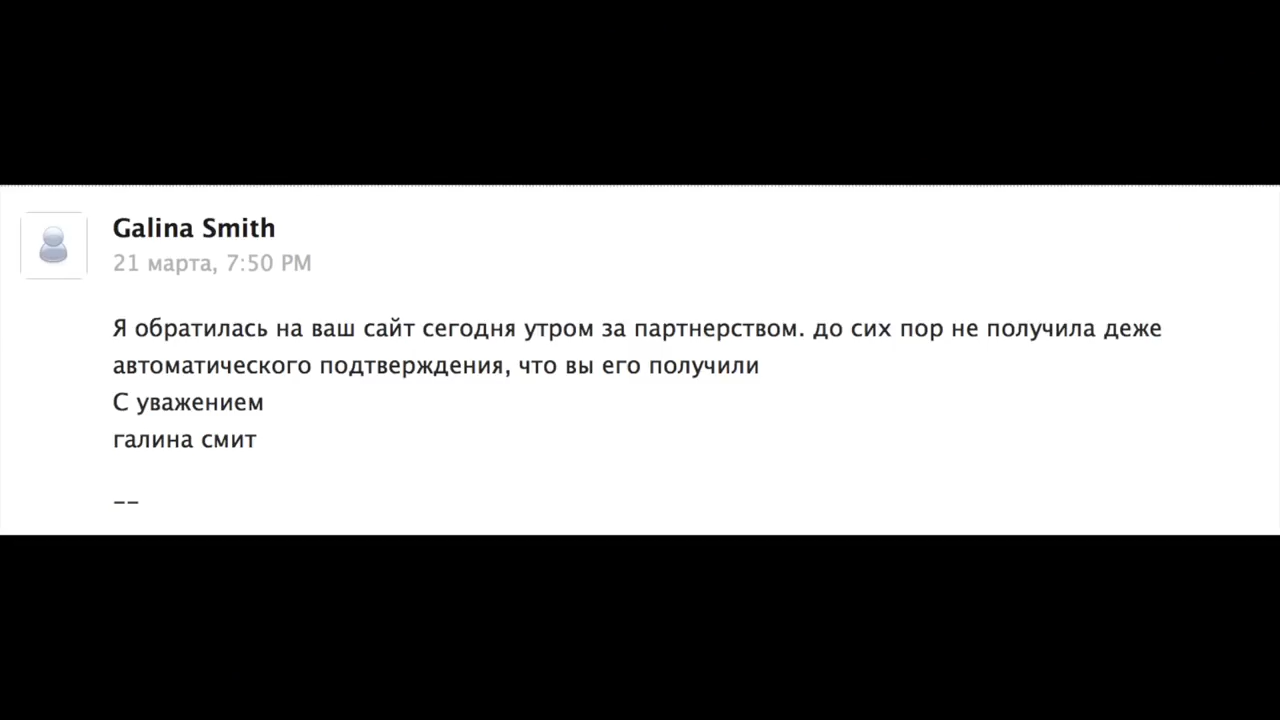 Galina Smith
21 марта, 7:50 PM
Я обратилась на ваш сайт сегодня утром за партнерством. до сих пор не получила деже
автоматического подтверждения, что вы его получили
С уважением
галина смит
--